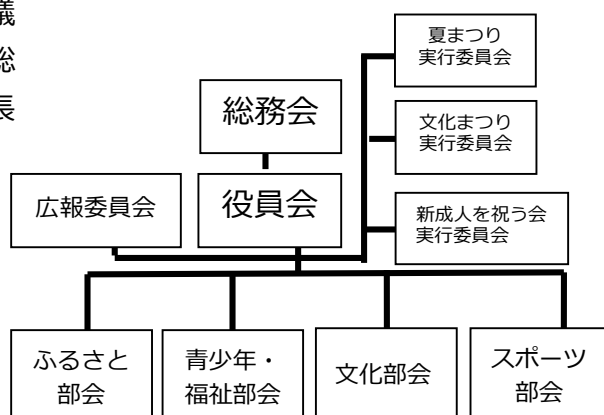 議
総
長
夏まつり
実行委員会
総務会
文化まつり
実行委員会
広報委員会
役員会
新成人を祝う会
実行委員会
ふるさと
部会
青少年・
福祉部会
文化部会
スポーツ
部会